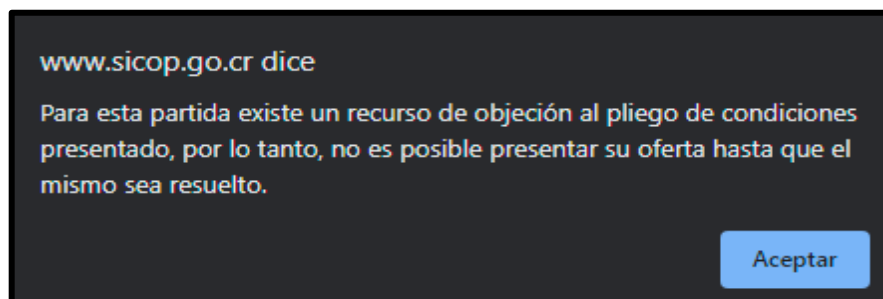 www.sicop.go.cr dice
Para esta partida existe un recurso de objeción al pliego de condiciones
presentado, por lo tanto, no es posible presentar su oferta hasta que el
mismo sea resuelto.
Aceptar